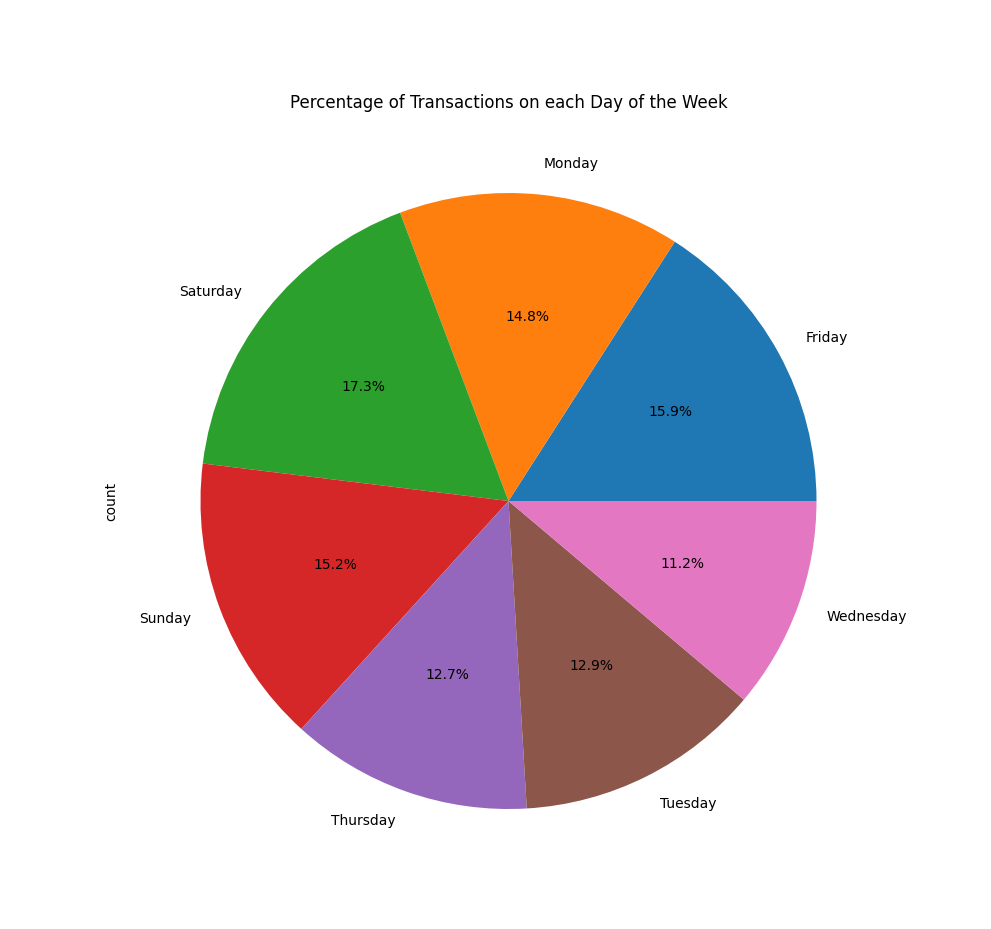 Percentage of Transactions on each Day of the Week
Monday
Saturday
14.8%
Friday
17.3%
15.9%
count
15.2%
11.2%
Sunday
Wednesday
12.7%
12.9%
Tuesday
Thursday